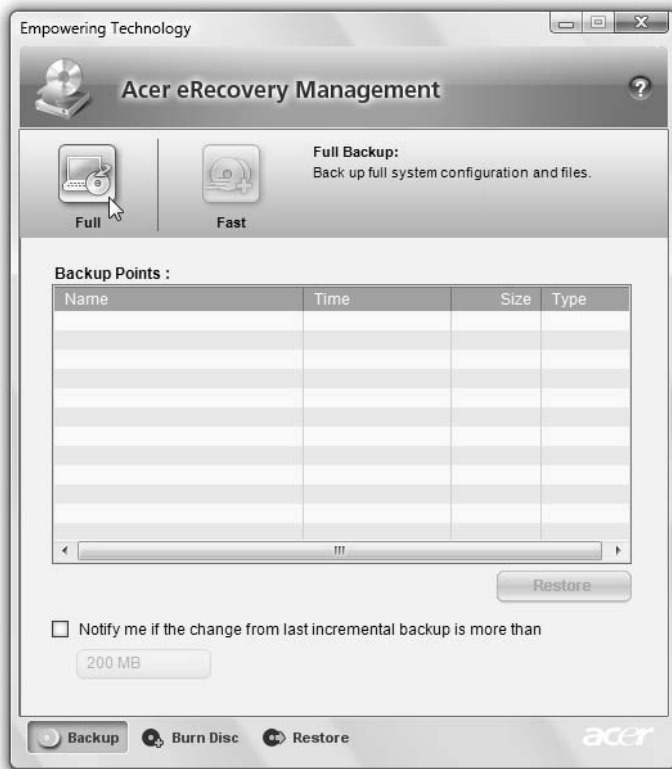 Empowering Technology
Acer eRecovery Management
?
Full Backup:
Back up full system configuration and files.
Full
Fast
Backup Points :
Name Time Size Type
Restore
Notify me if the change from last incremental backup is more than
200 MB
Backup Burn Disc Restore acer